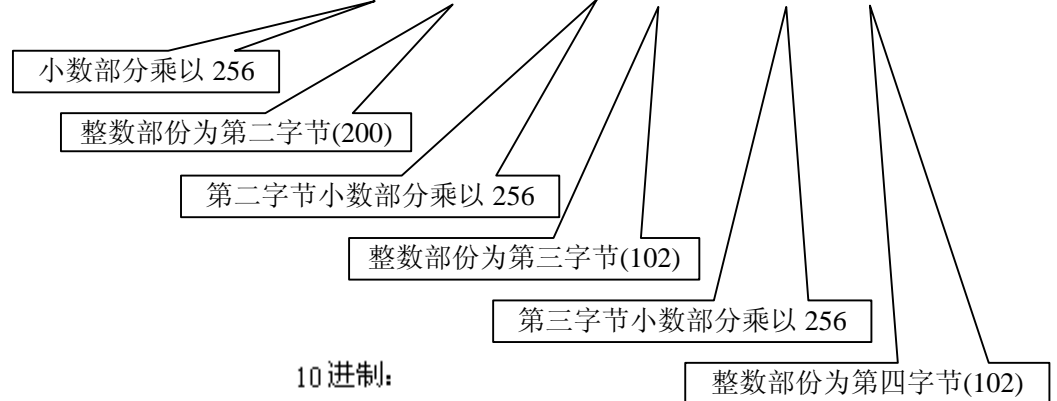 小数部分乘以 256
整数部份为第二字节(200)
第二字节小数部分乘以 256
整数部份为第三字节(102)
第三字节小数部分乘以 256
10进制:
整数部份为第四字节(102)